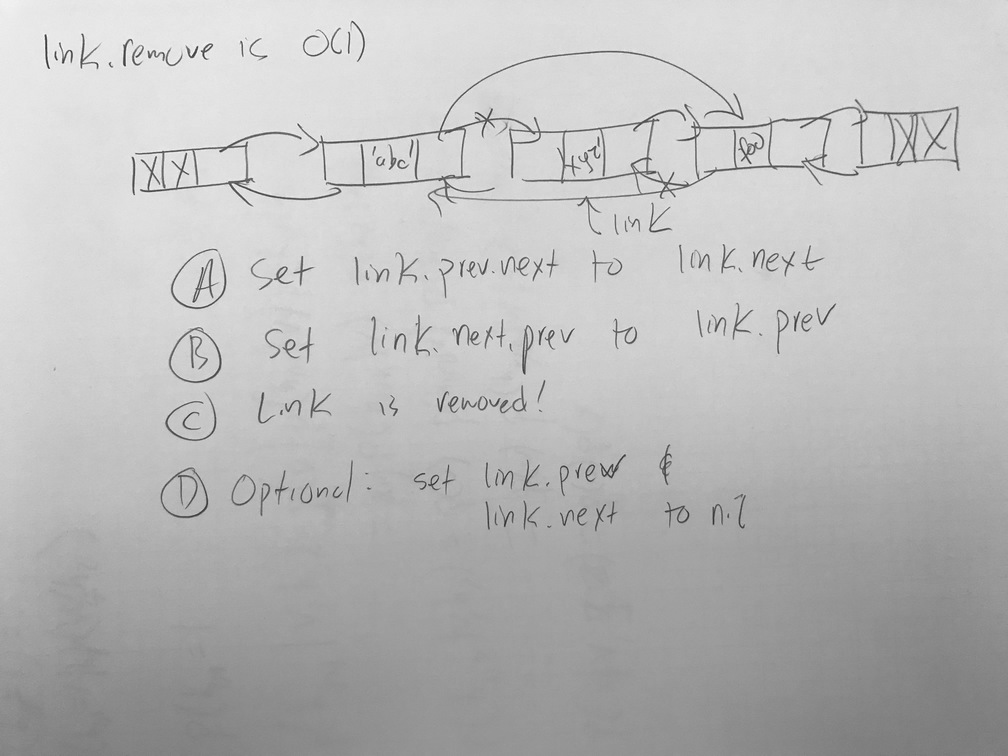 link.remove is O(1)
X X 'abc' 'xyz' foo X X
X
X
link
A Set link.prev.next to link.next
B Set link.next.prev to link.prev
C Link is removed!
D Optional: set link.prev &
link.next to nil